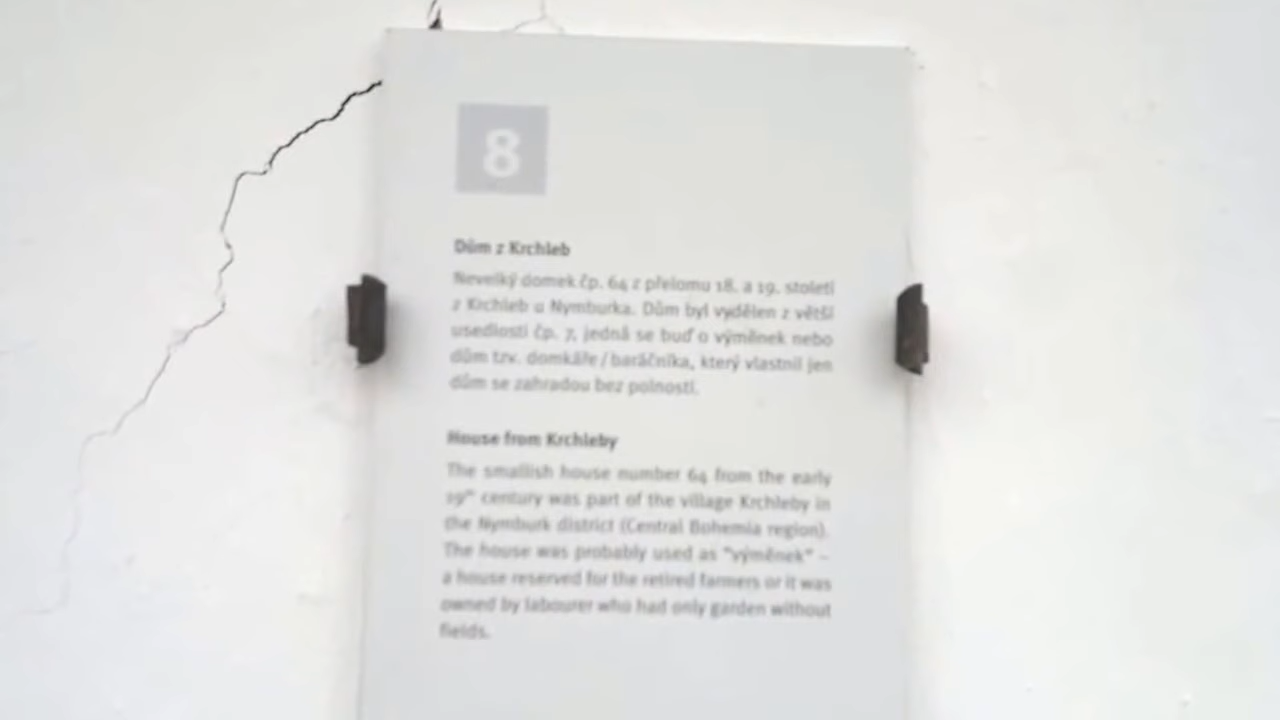 8
Dům z Krchleb
Nevelký domek čp. 64 z přelomu 18. a 19. století
z Krchleb u Nymburka. Dům byl vydělen z větší
usedlosti čp. 7, jedná se buď o výměnek nebo
dům tzv. domkáře / baráčníka, který vlastnil jen
dům se zahradou bez polností.
House from Krchleby
The smallish house number 64 from the early
19th century was part of the village Krchleby in
the Nymburk district (Central Bohemia region).
The house was probably used as "výměnek" –
a house reserved for the retired farmers or it was
owned by labourer who had only garden without
fields.